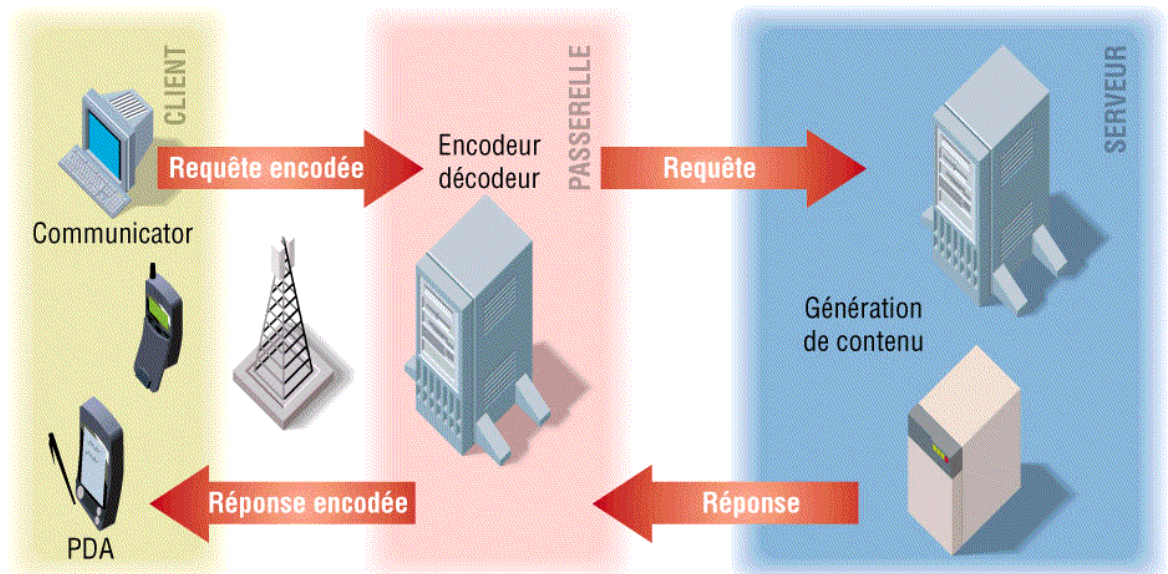 CLIENT
Communicator
PDA
Requête encodée
Réponse encodée
PASSERELLE
Encodeur
décodeur
Requête
Réponse
SERVEUR
Génération
de contenu